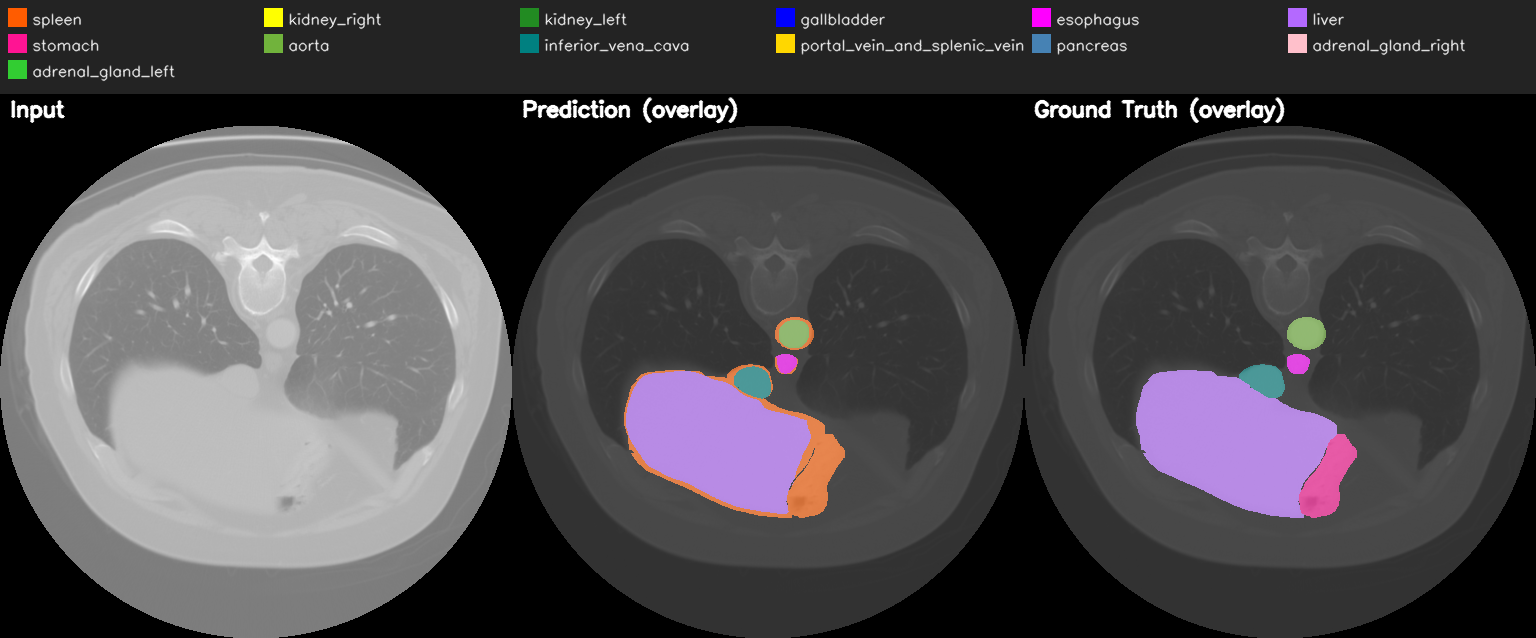 spleen kidney_right kidney_left gallbladder esophagus liver
stomach aorta inferior_vena_cava portal_vein_and_splenic_vein pancreas adrenal_gland_right
adrenal_gland_left
Input Prediction (overlay) Ground Truth (overlay)